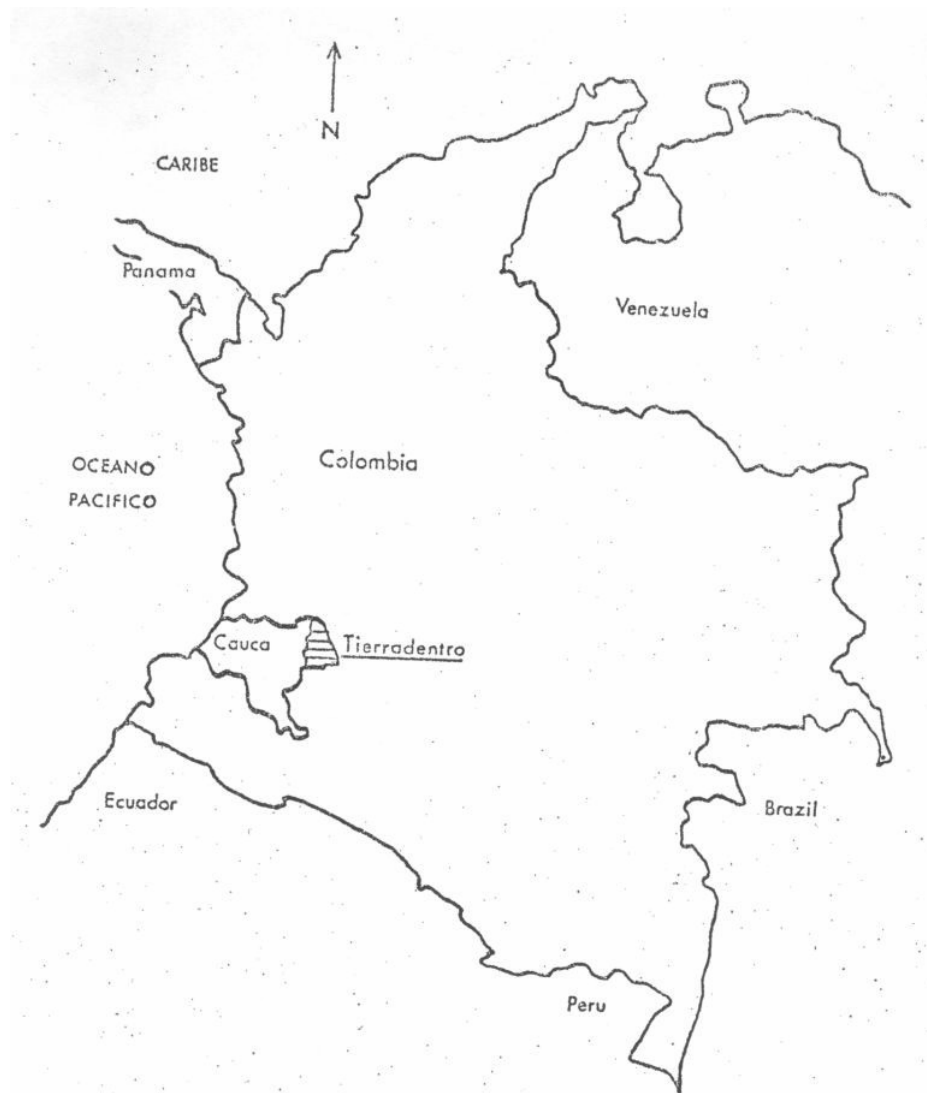 N
CARIBE
Panama
Venezuela
Colombia
OCEANO
PACIFICO
Cauca
Tierradentro
Ecuador
Brazil
Peru